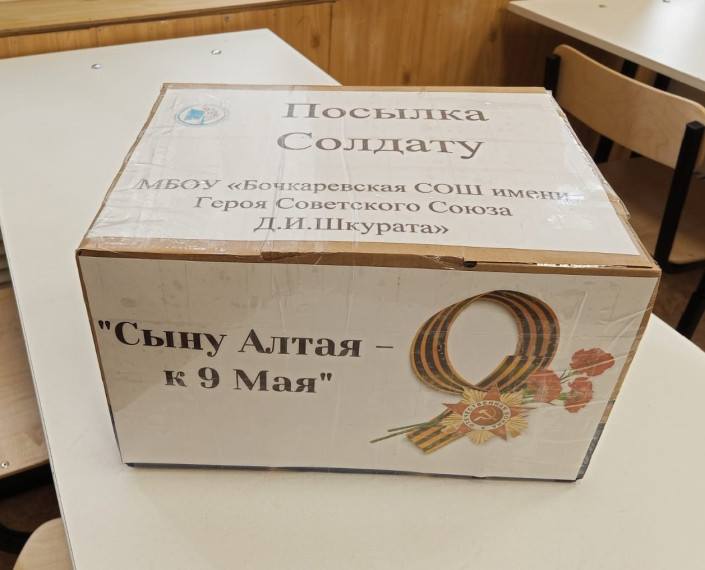 Посылка
Солдату
МБОУ «Бочкаревская СОШ имени
Героя Советского Союза
Д.И.Шкурата»
"Сыну Алтая –
к 9 Мая"